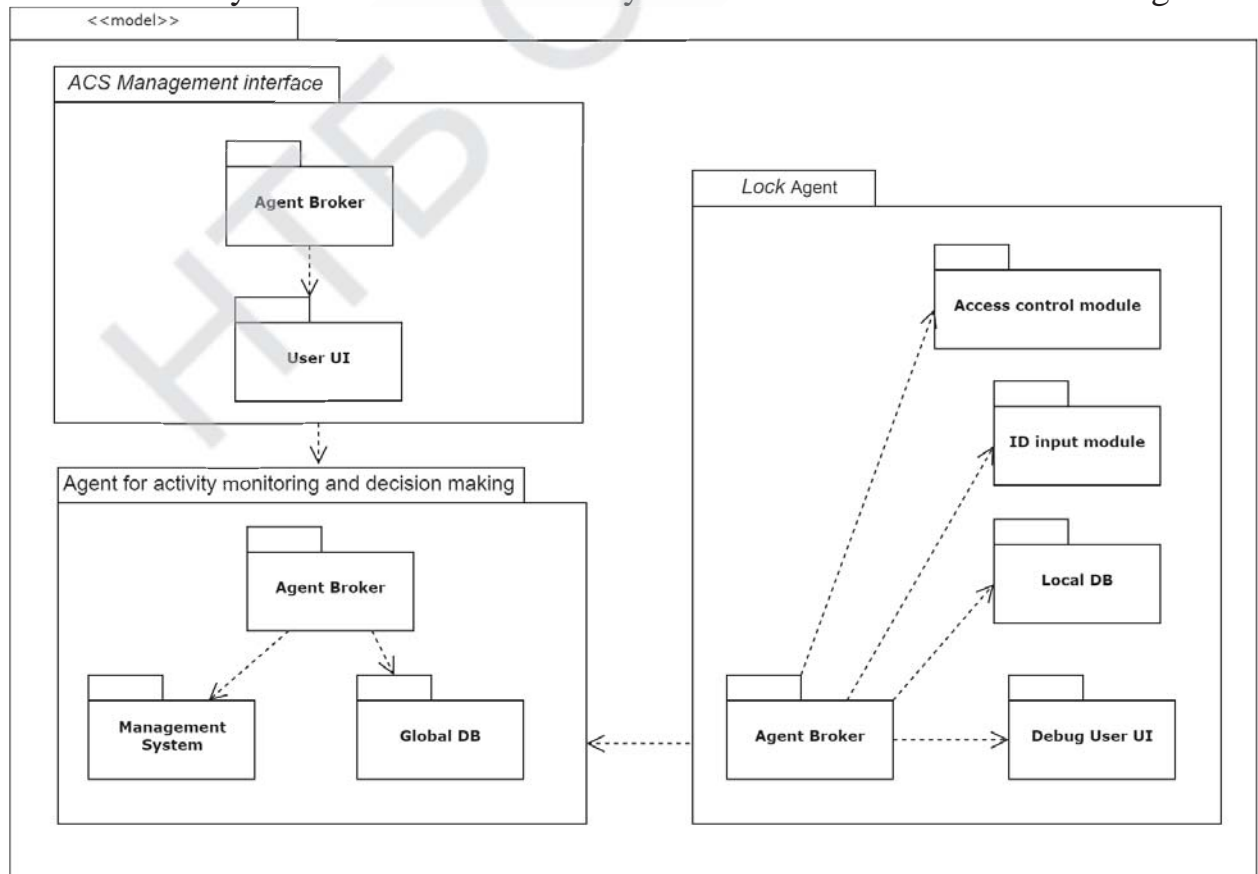 <<model>>
ACS Management interface
Agent Broker
User UI
Agent for activity monitoring and decision making
Agent Broker
Management
System
Global DB
Lock Agent
Access control module
ID input module
Local DB
Agent Broker
Debug User UI
НТБ